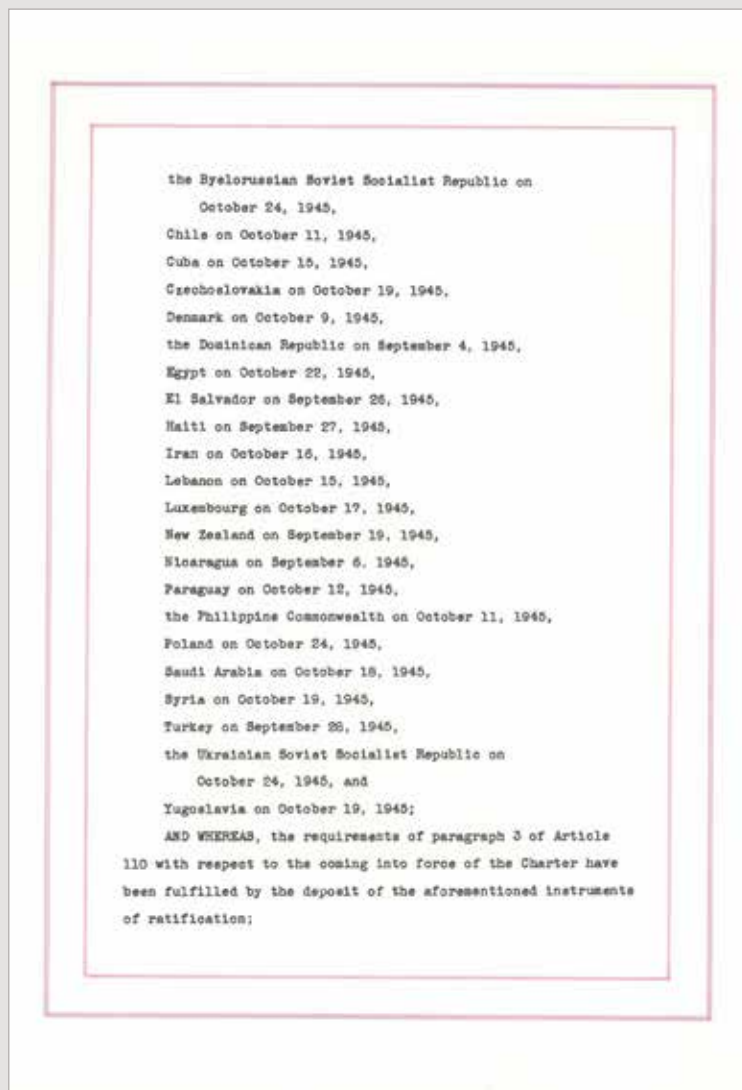 the Byelorussian Soviet Socialist Republic on
October 24, 1945,
Chile on October 11, 1945,
Cuba on October 15, 1945,
Czechoslovakia on October 19, 1945,
Denmark on October 9, 1945,
the Dominican Republic on September 4, 1945,
Egypt on October 22, 1945,
El Salvador on September 26, 1945,
Haiti on September 27, 1945,
Iran on October 16, 1945,
Lebanon on October 15, 1945,
Luxembourg on October 17, 1945,
New Zealand on September 19, 1945,
Nicaragua on September 6, 1945,
Paraguay on October 12, 1945,
the Philippine Commonwealth on October 11, 1945,
Poland on October 24, 1945,
Saudi Arabia on October 18, 1945,
Syria on October 19, 1945,
Turkey on September 28, 1945,
the Ukrainian Soviet Socialist Republic on
October 24, 1945, and
Yugoslavia on October 19, 1945;
AND WHEREAS, the requirements of paragraph 3 of Article
110 with respect to the coming into force of the Charter have
been fulfilled by the deposit of the aforementioned instruments
of ratification;